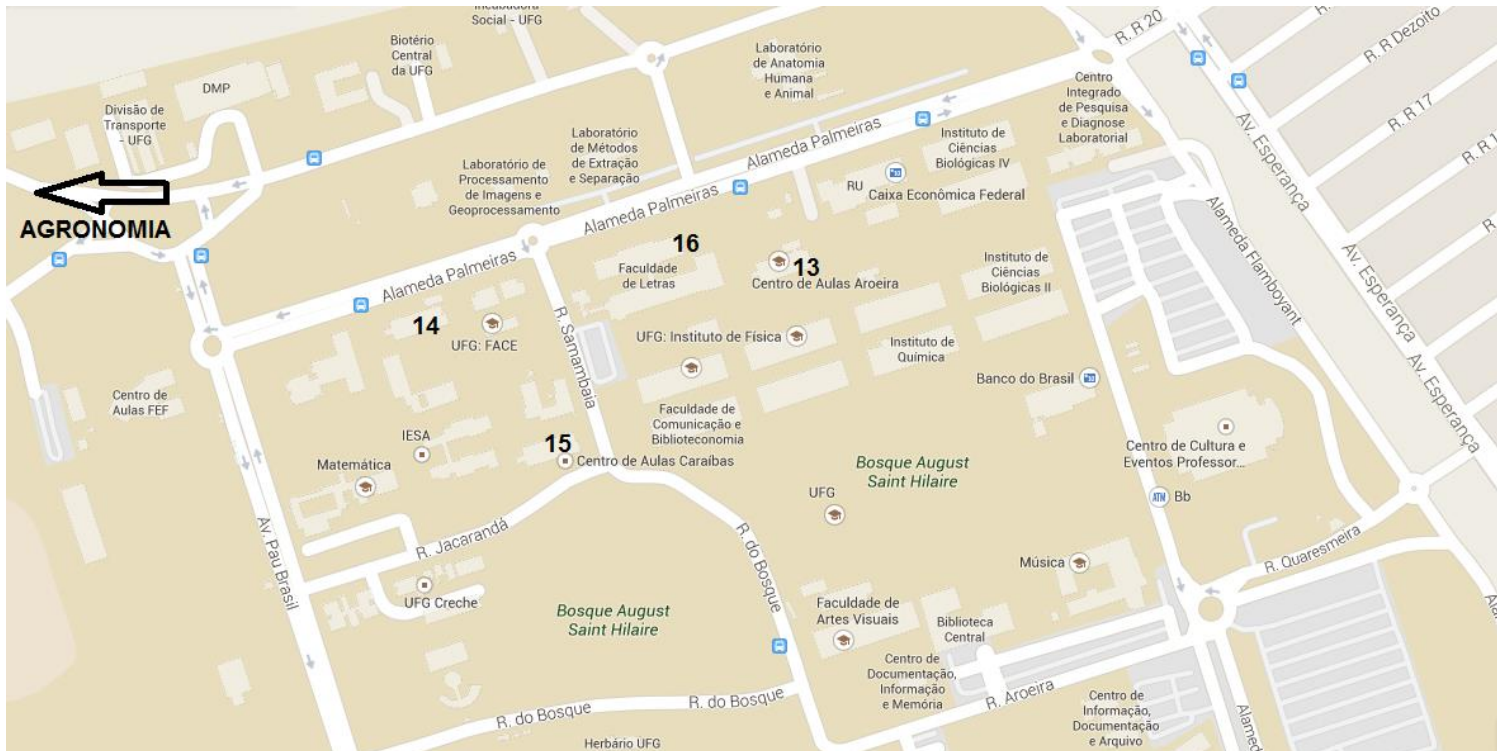 Incubadora
Social - UFG
R. R 20
R. R Dezoito
Biotério
Central
da UFG
Laboratório
de Anatomia
Humana
e Animal
DMP
Centro
Integrado
de Pesquisa
e Diagnose
Laboratorial
R. R 17
Av. Esperança
Divisão de
Transporte
- UFG
Laboratório
de Métodos
de Extração
e Separação
Alameda Palmeiras
Instituto de
Ciências
Biológicas IV
Laboratório de
Processamento
de Imagens e
Geoprocessamento
RU
Caixa Econômica Federal
AGRONOMIA
Alameda Palmeiras
16
Faculdade
de Letras
13
Centro de Aulas Aroeira
Instituto de
Ciências
Biológicas II
Alameda Flamboyant
Av. Esperança
Alameda Palmeiras
14
UFG: FACE
R. Samambaia
UFG: Instituto de Física
Instituto de
Química
Banco do Brasil
Av. Esperança
Centro de
Aulas FEF
Faculdade de
Comunicação e
Biblioteconomia
IESA
15
Centro de Aulas Caraíbas
Matemática
Bosque August
Saint Hilaire
Centro de Cultura e
Eventos Professor...
UFG
ATM
Bb
Av. Pau Brasil
R. Jacarandá
R. do Bosque
R. Quaresmeira
Música
UFG Creche
Bosque August
Saint Hilaire
Faculdade de
Artes Visuais
Biblioteca
Central
Centro de
Documentação,
Informação
e Memória
R. do Bosque
R. do Bosque
R. Aroeira
Centro de
Informação,
Documentação
e Arquivo
Herbário UFG